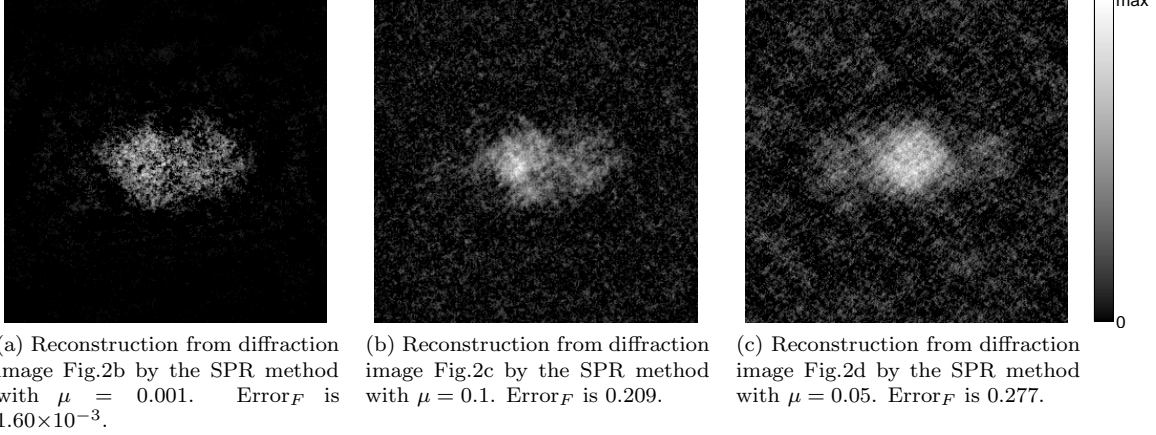 max
0
(a) Reconstruction from diffraction
image Fig.2b by the SPR method
with μ = 0.001. Error_F is
1.60×10⁻³.
(b) Reconstruction from diffraction
image Fig.2c by the SPR method
with μ = 0.1. Error_F is 0.209.
(c) Reconstruction from diffraction
image Fig.2d by the SPR method
with μ = 0.05. Error_F is 0.277.